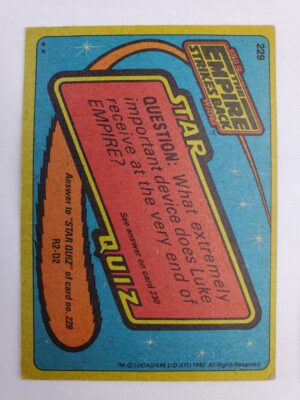 229
STAR
THE
EMPIRE
STRIKES BACK
WARS
STAR
QUESTION: What extremely
important device does Luke
receive at the very end of
EMPIRE?
See answer on card 230
QUIZ
Answer to "STAR QUIZ" of card no. 228
R2-D2
TM © LUCASFILM LTD (LFL) 1980 All Rights Reserved
**